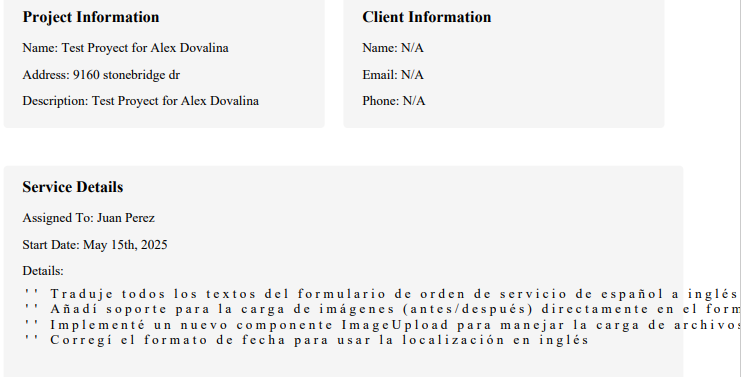 Project Information
Name: Test Proyect for Alex Dovalina
Address: 9160 stonebridge dr
Description: Test Proyect for Alex Dovalina
Client Information
Name: N/A
Email: N/A
Phone: N/A
Service Details
Assigned To: Juan Perez
Start Date: May 15th, 2025
Details:
' ' Traduje todos los textos del formulario de orden de servicio de español a inglés
' ' Añadí soporte para la carga de imágenes (antes/después) directamente en el form
' ' Implementé un nuevo componente ImageUpload para manejar la carga de archivos
' ' Corregí el formato de fecha para usar la localización en inglés